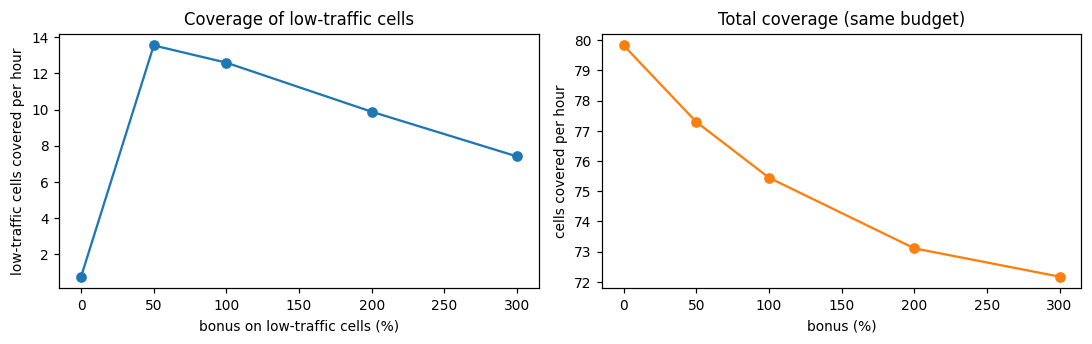 Coverage of low-traffic cells
low-traffic cells covered per hour
14
12
10
8
6
4
2
0 50 100 150 200 250 300
bonus on low-traffic cells (%)
Total coverage (same budget)
cells covered per hour
80
79
78
77
76
75
74
73
72
0 50 100 150 200 250 300
bonus (%)